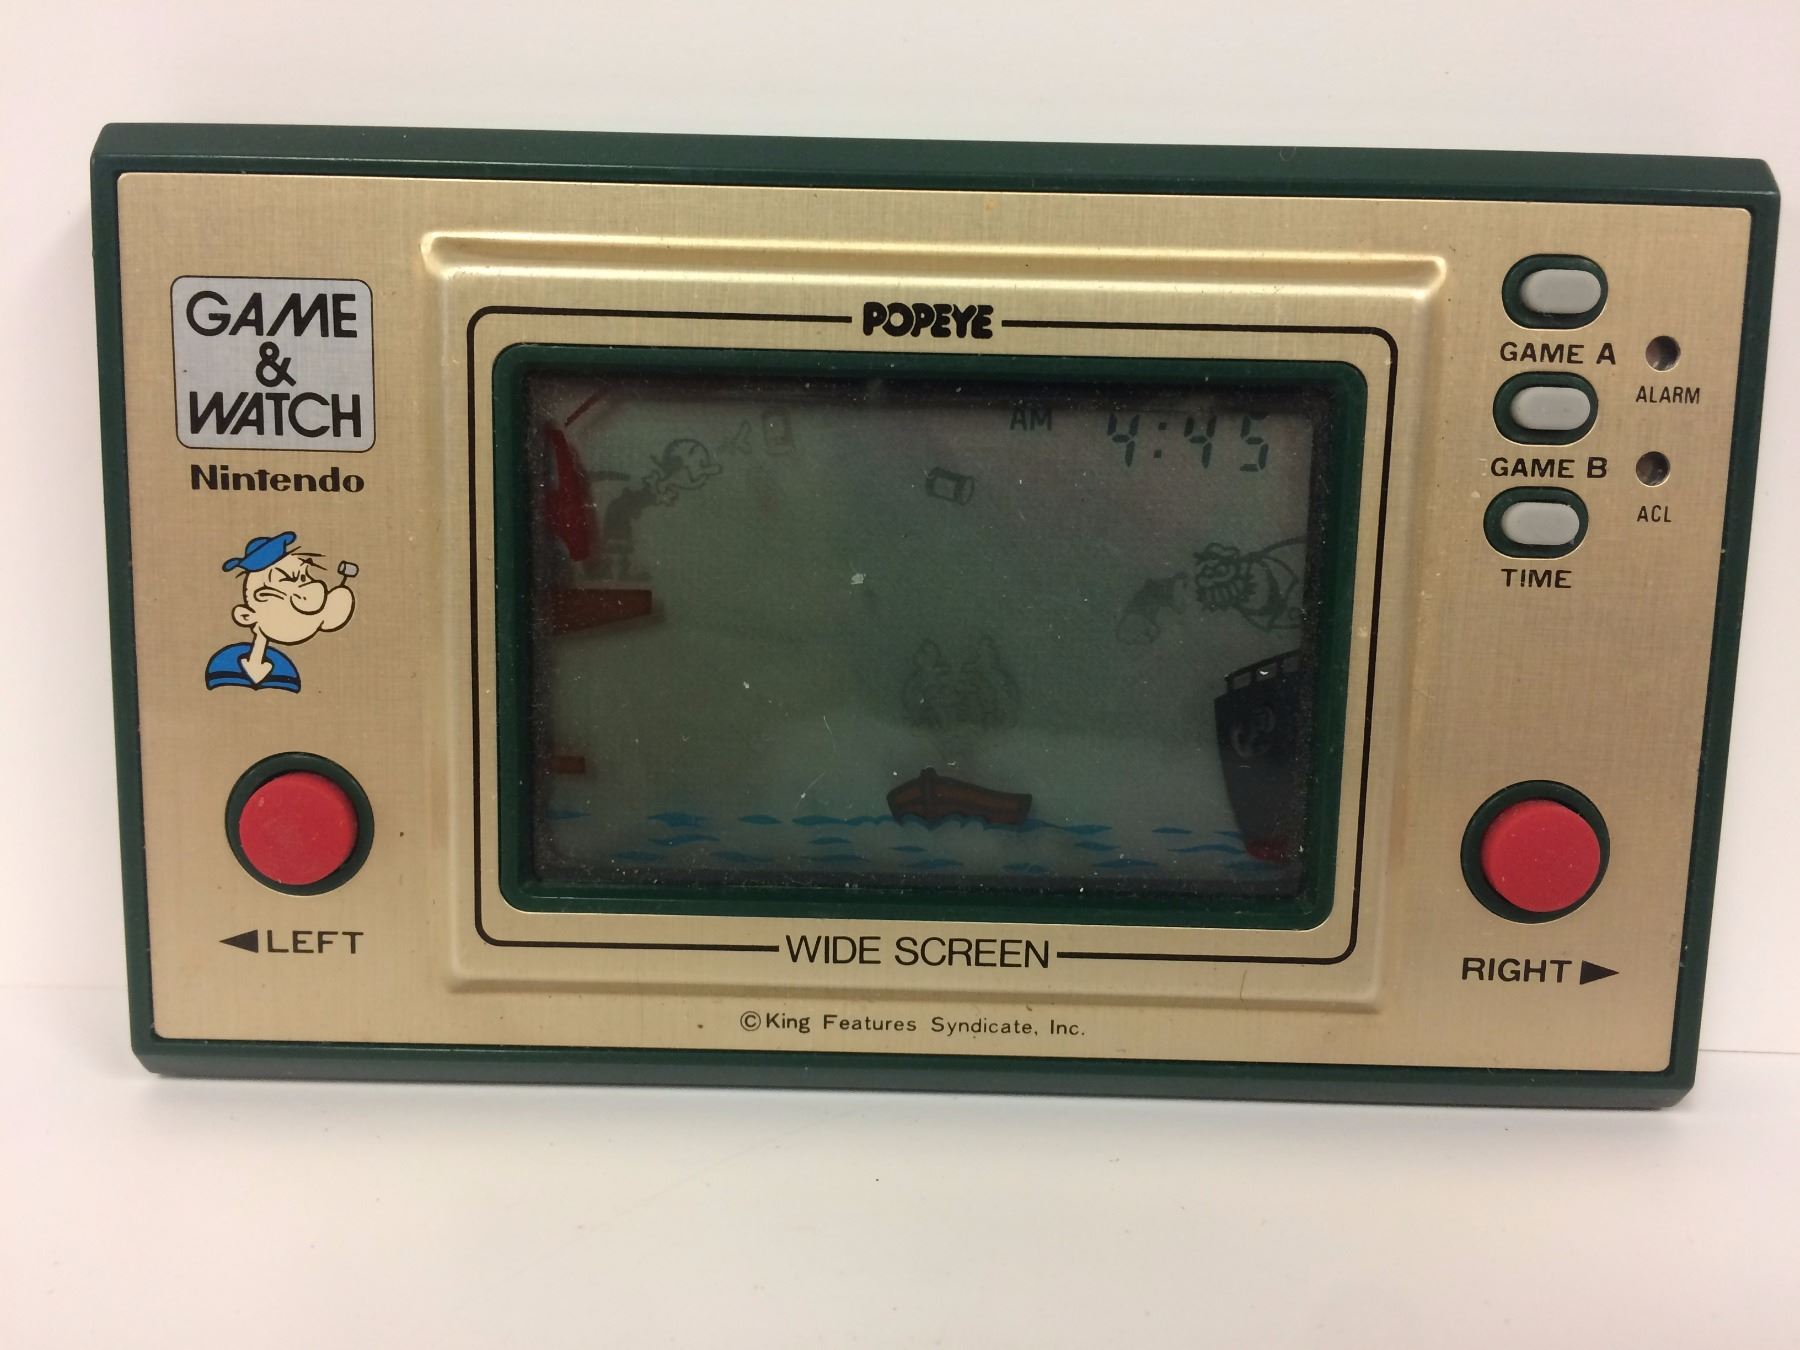 GAME
&
WATCH
Nintendo
POPEYE
AM 4:45
GAME A
ALARM
GAME B
ACL
TIME
◀LEFT
RIGHT▶
WIDE SCREEN
©King Features Syndicate, Inc.